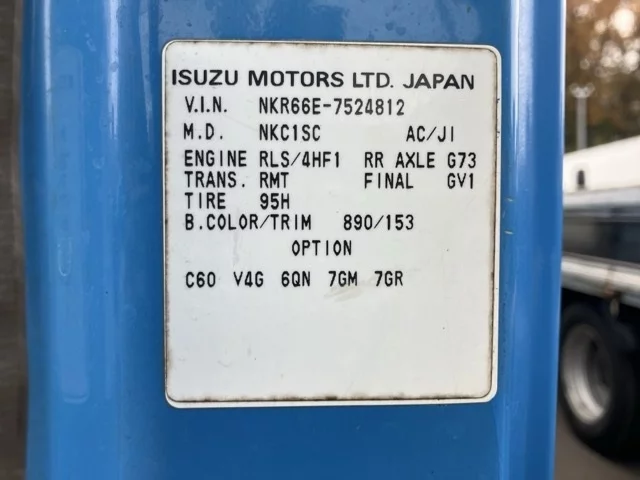 ISUZU MOTORS LTD. JAPAN
V.I.N. NKR66E-7524812
M.D. NKC1SC AC/JI
ENGINE RLS/4HF1 RR AXLE G73
TRANS. RMT FINAL GV1
TIRE 95H
B.COLOR/TRIM 890/153
OPTION
C60 V4G 6QN 7GM 7GR